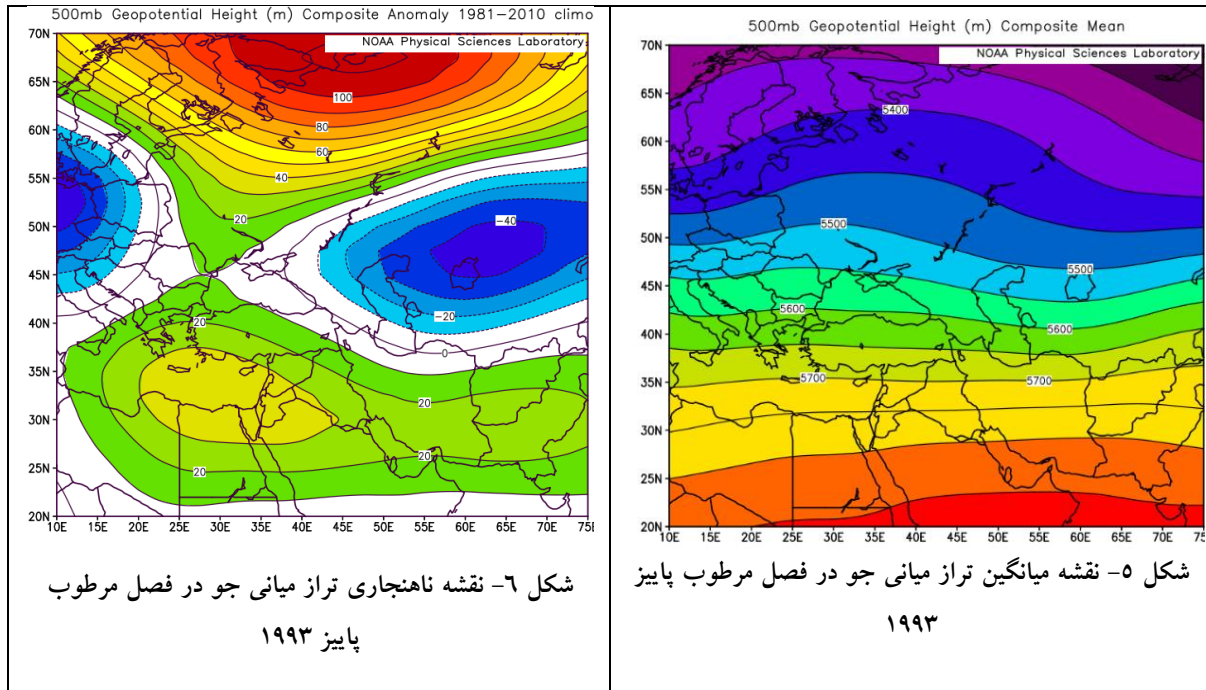 500mb Geopotential Height (m) Composite Anomaly 1981−2010 climo
NOAA Physical Sciences Laboratory
70N
65N
60N
55N
50N
45N
40N
35N
30N
25N
20N
100
80
60
40
20
−40
−20
0
20
20
20
20
10E 15E 20E 25E 30E 35E 40E 45E 50E 55E 60E 65E 70E 75E
شکل ٦- نقشه ناهنجاری تراز میانی جو در فصل مرطوب
پاییز ۱۹۹۳
500mb Geopotential Height (m) Composite Mean
NOAA Physical Sciences Laboratory
70N
65N
60N
55N
50N
45N
40N
35N
30N
25N
20N
5400
5500
5500
5600
5600
5700
5700
10E 15E 20E 25E 30E 35E 40E 45E 50E 55E 60E 65E 70E 75E
شکل ٥- نقشه میانگین تراز میانی جو در فصل مرطوب پاییز
۱۹۹۳